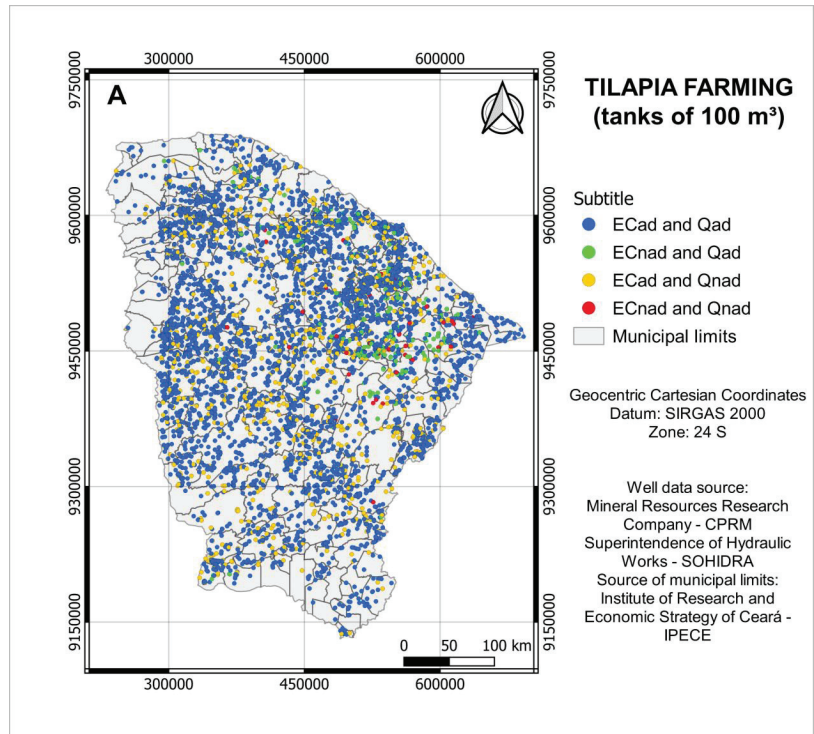 300000 450000 600000
9750000 9750000
A
TILAPIA FARMING
(tanks of 100 m³)
Subtitle
ECad and Qad
ECnad and Qad
ECad and Qnad
ECnad and Qnad
Municipal limits
9600000 9600000
9450000 9450000
Geocentric Cartesian Coordinates
Datum: SIRGAS 2000
Zone: 24 S
9300000 9300000
Well data source:
Mineral Resources Research
Company - CPRM
Superintendence of Hydraulic
Works - SOHIDRA
Source of municipal limits:
Institute of Research and
Economic Strategy of Ceará -
IPECE
9150000 9150000
0 50 100 km
300000 450000 600000